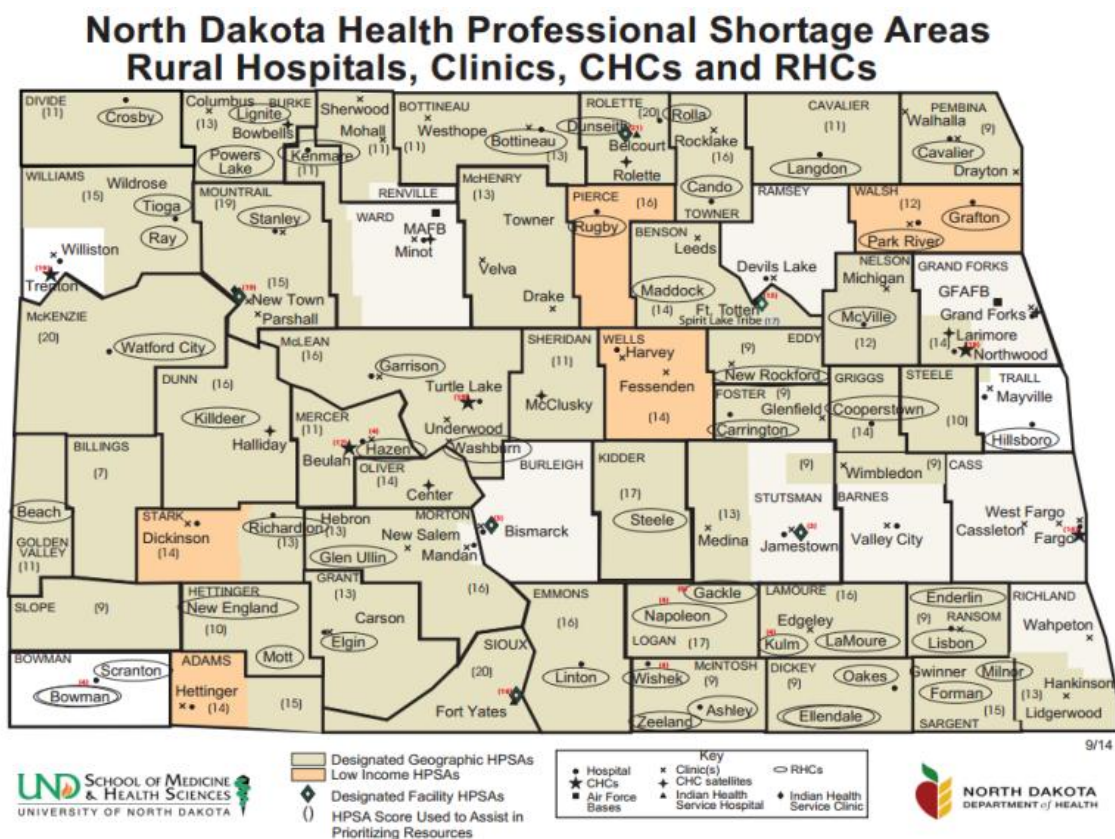 North Dakota Health Professional Shortage Areas
Rural Hospitals, Clinics, CHCs and RHCs
DIVIDE
(11)
Crosby
Columbus
(13)
Lignite
BURKE
Bowbells
Powers
Lake
Sherwood
Mohall
(11)
Kenmare
(11)
BOTTINEAU
Westhope
(11)
Bottineau
(13)
ROLETTE
(20)
Dunseith
Belcourt
Rolette
Rolla
Rocklake
(16)
Cando
TOWNER
CAVALIER
(11)
Langdon
PEMBINA
Walhalla
(9)
Cavalier
Drayton
WILLIAMS
(15)
Wildrose
Tioga
Ray
Williston
Trenton
MOUNTRAIL
(19)
Stanley
(15)
New Town
Parshall
RENVILLE
WARD
MAFB
Minot
McHENRY
(13)
Towner
Velva
Drake
PIERCE
(16)
Rugby
BENSON
Leeds
Maddock
(14)
Ft. Totten
Spirit Lake Tribe (17)
RAMSEY
Devils Lake
WALSH
(12)
Park River
Grafton
NELSON
Michigan
McVille
(12)
GRAND FORKS
GFAFB
Grand Forks
Larimore
(14)
Northwood
McKENZIE
(20)
Watford City
DUNN
(16)
Killdeer
Halliday
McLEAN
(16)
Garrison
Turtle Lake
Underwood
Washburn
MERCER
(11)
(4)
Hazen
Beulah
OLIVER
(14)
Center
SHERIDAN
(11)
McClusky
WELLS
Harvey
Fessenden
(14)
EDDY
(9)
New Rockford
FOSTER
(9)
Glenfield
Carrington
GRIGGS
Cooperstown
(14)
STEELE
(10)
TRAILL
Mayville
Hillsboro
BILLINGS
(7)
Beach
GOLDEN
VALLEY
(11)
STARK
Dickinson
(14)
Richardton
(13)
Hebron
(13)
Glen Ullin
MORTON
New Salem
Mandan
(16)
BURLEIGH
Bismarck
KIDDER
(17)
Steele
(9)
STUTSMAN
(13)
Medina
Jamestown
Wimbledon
(9)
BARNES
Valley City
CASS
West Fargo
Cassleton
Fargo
SLOPE
(9)
HETTINGER
New England
(10)
Mott
GRANT
(13)
Carson
Elgin
SIOUX
(20)
Fort Yates
EMMONS
(16)
Linton
Gackle
Napoleon
LOGAN
(17)
LAMOURE
(16)
Edgeley
Kulm
LaMoure
Enderlin
(9)
RANSOM
Lisbon
RICHLAND
Wahpeton
Hankinson
(13)
Lidgerwood
BOWMAN
Scranton
(4)
Bowman
ADAMS
Hettinger
(14)
(15)
Wishek
McINTOSH
(9)
Ashley
Zeeland
DICKEY
(9)
Oakes
Ellendale
Gwinner
Milnor
Forman
(15)
SARGENT
9/14
UND SCHOOL OF MEDICINE
& HEALTH SCIENCES
UNIVERSITY OF NORTH DAKOTA
Designated Geographic HPSAs
Low Income HPSAs
Designated Facility HPSAs
() HPSA Score Used to Assist in
Prioritizing Resources
Key
Hospital
CHCs
Air Force
Bases
Clinic(s)
CHC satellites
Indian Health
Service Hospital
RHCs
Indian Health
Service Clinic
NORTH DAKOTA
DEPARTMENT of HEALTH